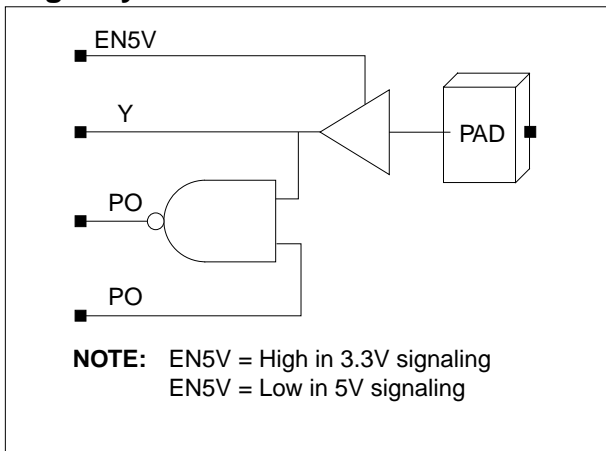 EN5V
Y
PAD
PO
PO
NOTE: EN5V = High in 3.3V signaling
EN5V = Low in 5V signaling